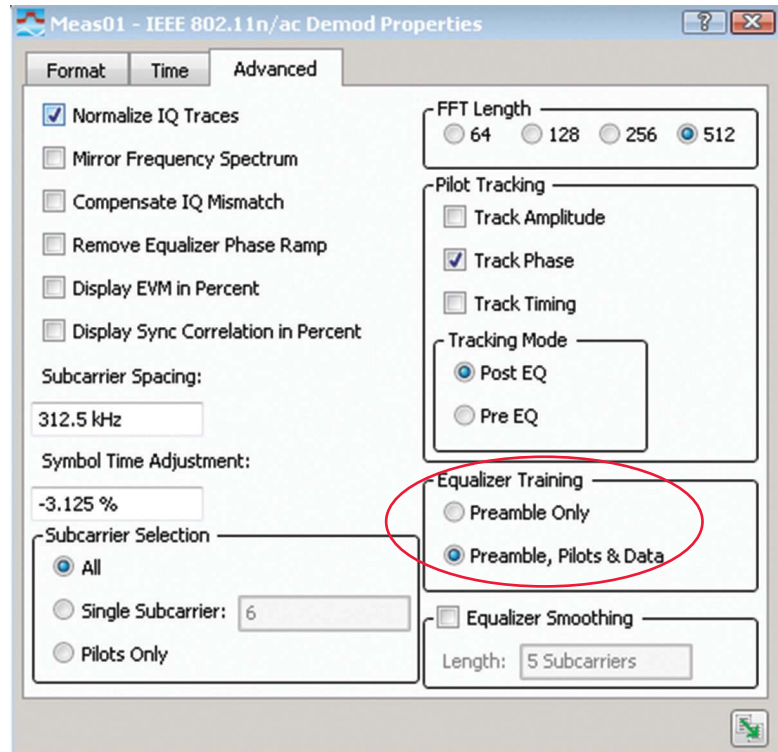 Meas01 - IEEE 802.11n/ac Demod Properties
?
Format Time Advanced
Normalize IQ Traces
Mirror Frequency Spectrum
Compensate IQ Mismatch
Remove Equalizer Phase Ramp
Display EVM in Percent
Display Sync Correlation in Percent
Subcarrier Spacing:
312.5 kHz
Symbol Time Adjustment:
-3.125 %
Subcarrier Selection
All
Single Subcarrier: 6
Pilots Only
FFT Length
64 128 256 512
Pilot Tracking
Track Amplitude
Track Phase
Track Timing
Tracking Mode
Post EQ
Pre EQ
Equalizer Training
Preamble Only
Preamble, Pilots & Data
Equalizer Smoothing
Length: 5 Subcarriers